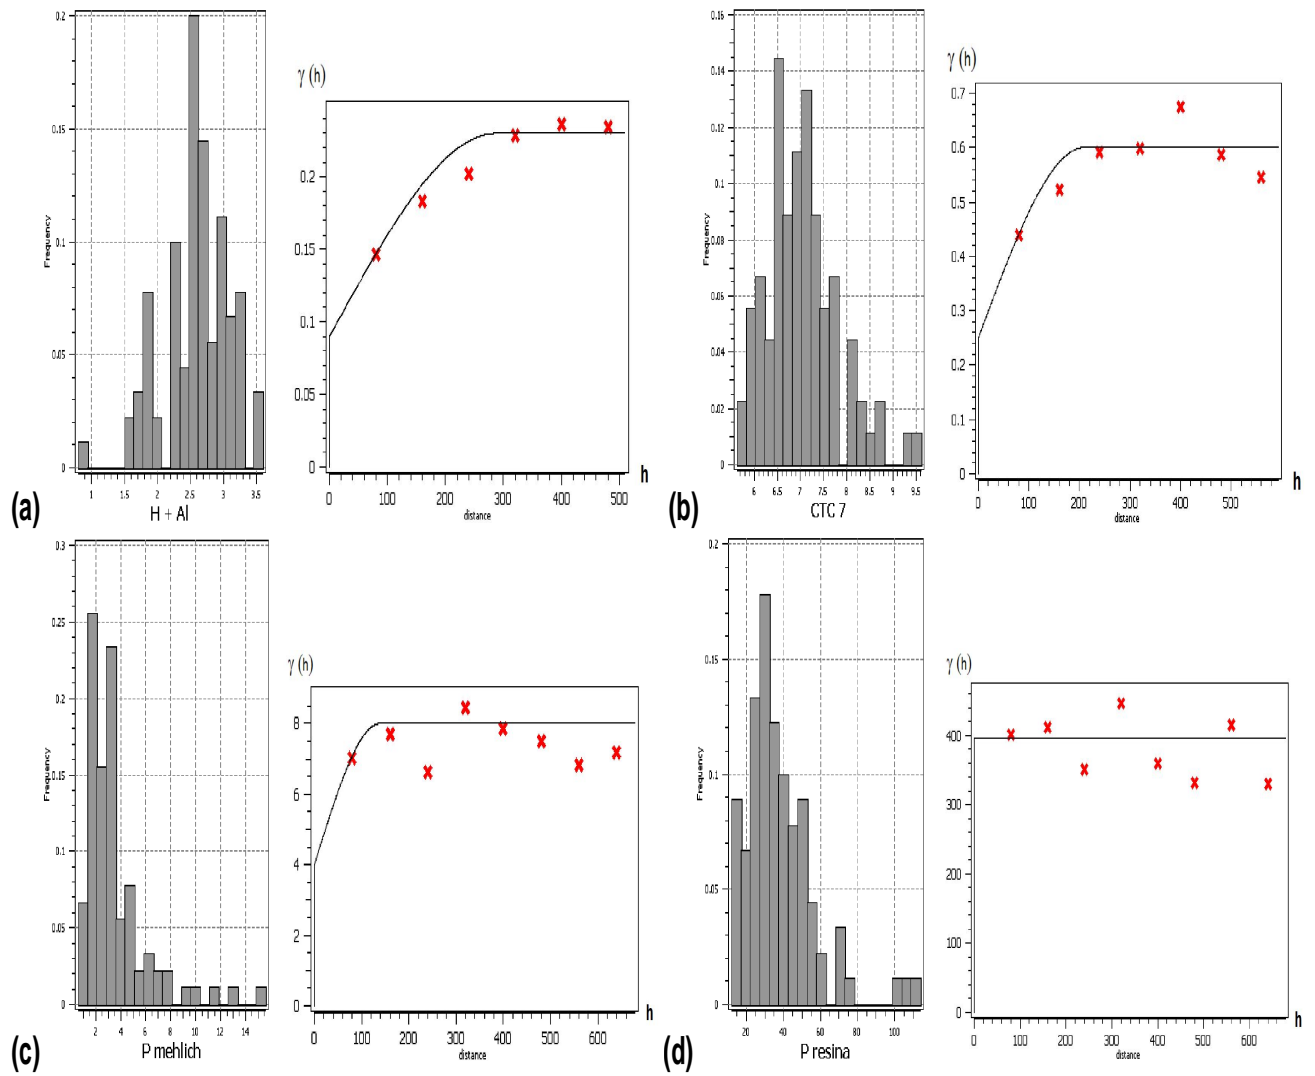 γ (h)
0.2
0.15
0.1
0.05
0
Frequency
1 1.5 2 2.5 3 3.5
H + Al
0.2
0.15
0.1
0.05
0
0 100 200 300 400 500
distance
h
(a)
γ (h)
0.16
0.14
0.12
0.1
0.08
0.06
0.04
0.02
0
Frequency
6 6.5 7 7.5 8 8.5 9 9.5
CTC 7
0.7
0.6
0.5
0.4
0.3
0.2
0.1
0
0 100 200 300 400 500
distance
h
(b)
γ (h)
0.3
0.25
0.2
0.15
0.1
0.05
0
Frequency
2 4 6 8 10 12 14
P mehlich
8
6
4
2
0
0 100 200 300 400 500 600
distance
h
(c)
γ (h)
0.2
0.15
0.1
0.05
0
Frequency
20 40 60 80 100
P resina
400
300
200
100
0
0 100 200 300 400 500 600
distance
h
(d)